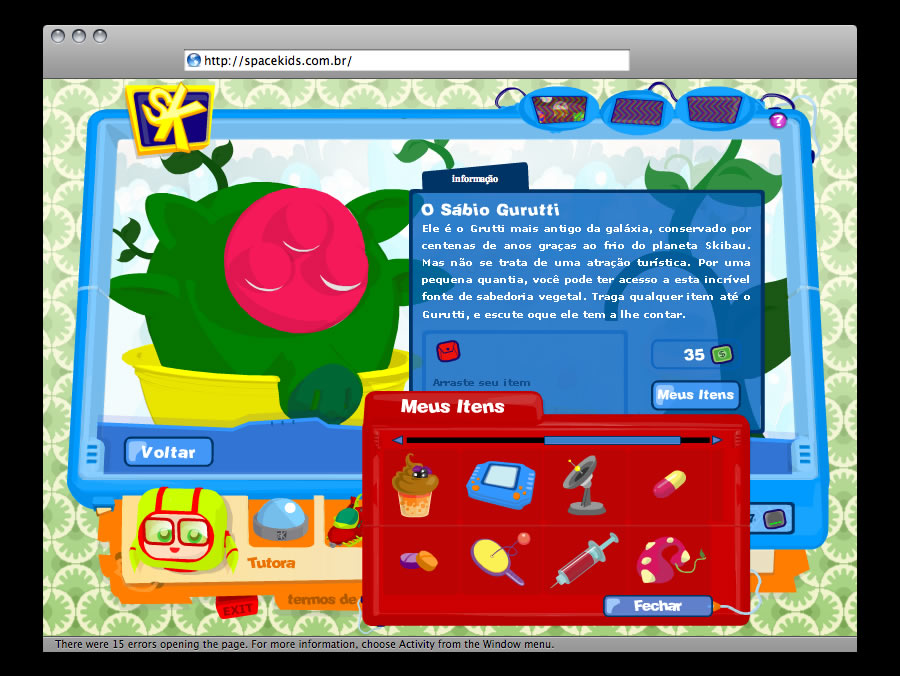 http://spacekids.com.br/
SK
?
informação
O Sábio Gurutti
Ele é o Grutti mais antigo da galáxia, conservado por
centenas de anos graças ao frio do planeta Skibau.
Mas não se trata de uma atração turística. Por uma
pequena quantia, você pode ter acesso a esta incrível
fonte de sabedoria vegetal. Traga qualquer item até o
Gurutti, e escute oque ele tem a lhe contar.
35 $
Arraste seu item
Meus Itens
Meus Itens
Voltar
7
SK
Tutora
termos de
EXIT
Fechar
There were 15 errors opening the page. For more information, choose Activity from the Window menu.